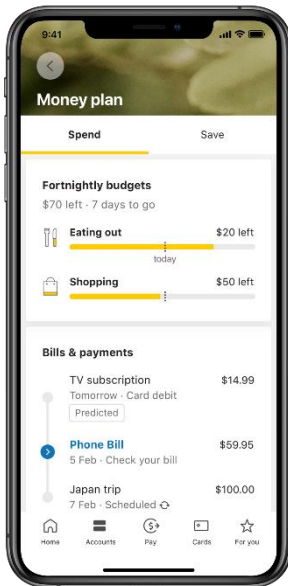 9:41
Money plan
Spend Save
Fortnightly budgets
$70 left · 7 days to go
Eating out $20 left
today
Shopping $50 left
Bills & payments
TV subscription $14.99
Tomorrow · Card debit
Predicted
Phone Bill $59.95
5 Feb · Check your bill
Japan trip $100.00
7 Feb · Scheduled
Home Accounts Pay Cards For you